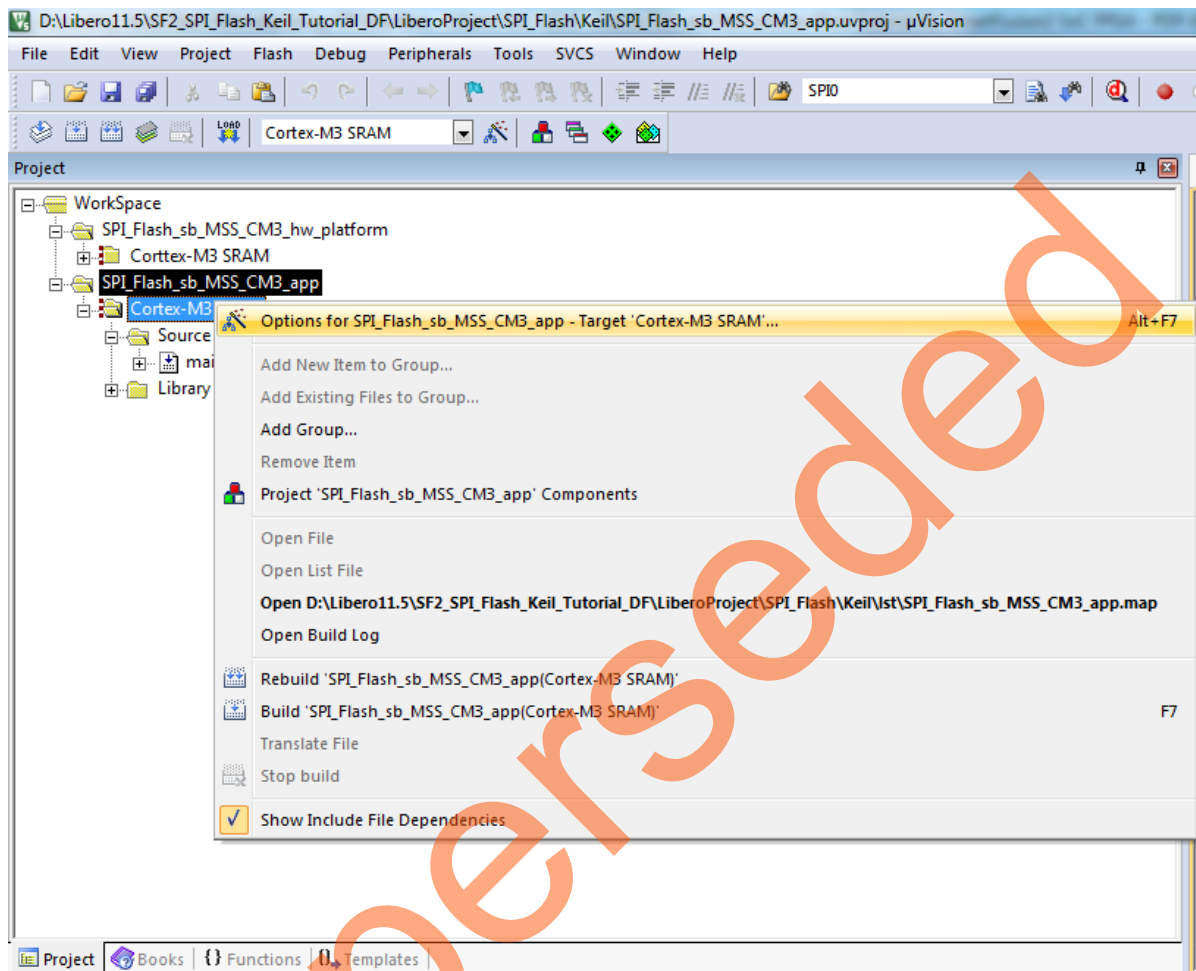 D:\Libero11.5\SF2_SPI_Flash_Keil_Tutorial_DF\LiberoProject\SPI_Flash\Keil\SPI_Flash_sb_MSS_CM3_app.uvproj - µVision
File Edit View Project Flash Debug Peripherals Tools SVCS Window Help
SPI0
LOAD Cortex-M3 SRAM
Project
WorkSpace
SPI_Flash_sb_MSS_CM3_hw_platform
Corttex-M3 SRAM
SPI_Flash_sb_MSS_CM3_app
Cortex-M3
Options for SPI_Flash_sb_MSS_CM3_app - Target 'Cortex-M3 SRAM'... Alt+F7
Source
Add New Item to Group...
mai
Library
Add Existing Files to Group...
Add Group...
Remove Item
Project 'SPI_Flash_sb_MSS_CM3_app' Components
Open File
Open List File
Open D:\Libero11.5\SF2_SPI_Flash_Keil_Tutorial_DF\LiberoProject\SPI_Flash\Keil\lst\SPI_Flash_sb_MSS_CM3_app.map
Open Build Log
Rebuild 'SPI_Flash_sb_MSS_CM3_app(Cortex-M3 SRAM)'
Build 'SPI_Flash_sb_MSS_CM3_app(Cortex-M3 SRAM)' F7
Translate File
Stop build
Show Include File Dependencies
Project Books {} Functions Templates
erseded